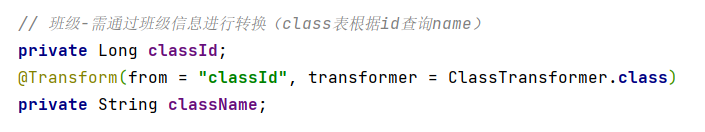 // 班级-需通过班级信息进行转换（class表根据id查询name）
private Long classId;
@Transform(from = "classId", transformer = ClassTransformer.class)
private String className;